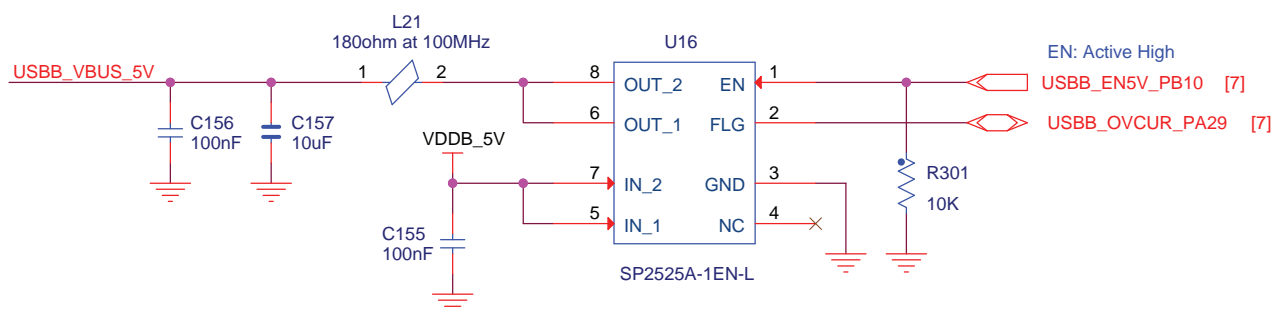 L21
180ohm at 100MHz
U16
EN: Active High
USBB_VBUS_5V
1
2
8
OUT_2
EN
1
USBB_EN5V_PB10 [7]
C156
100nF
C157
10uF
6
OUT_1
FLG
2
USBB_OVCUR_PA29 [7]
VDDB_5V
7
IN_2
GND
3
R301
10K
5
IN_1
NC
4
C155
100nF
SP2525A-1EN-L